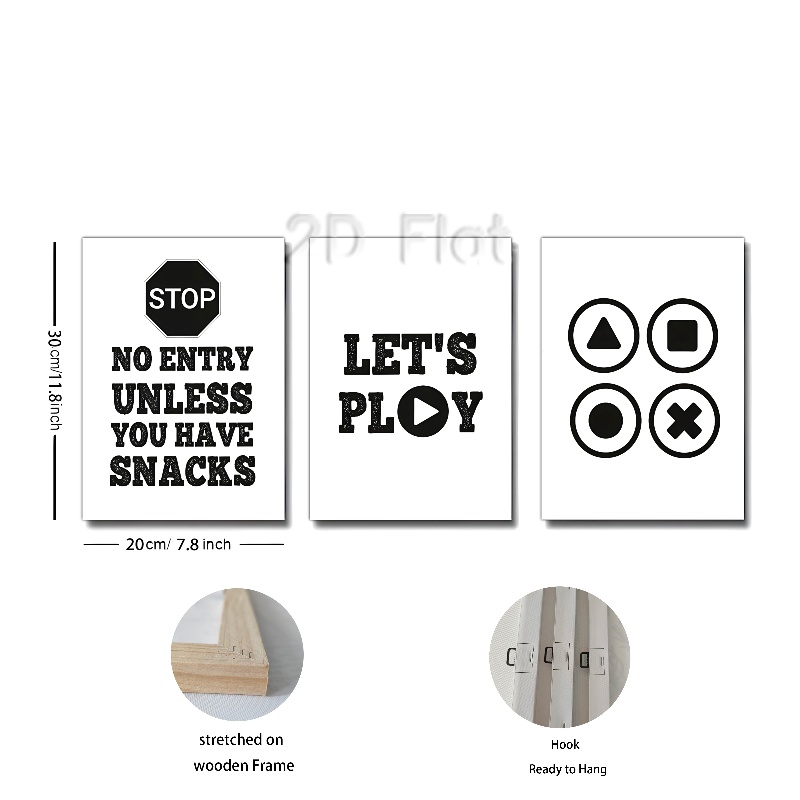 2D Flat
STOP
NO ENTRY
UNLESS
YOU HAVE
SNACKS
LET'S
PL▶Y
30cm/11.8inch
20cm/ 7.8 inch
stretched on
wooden Frame
Hook
Ready to Hang